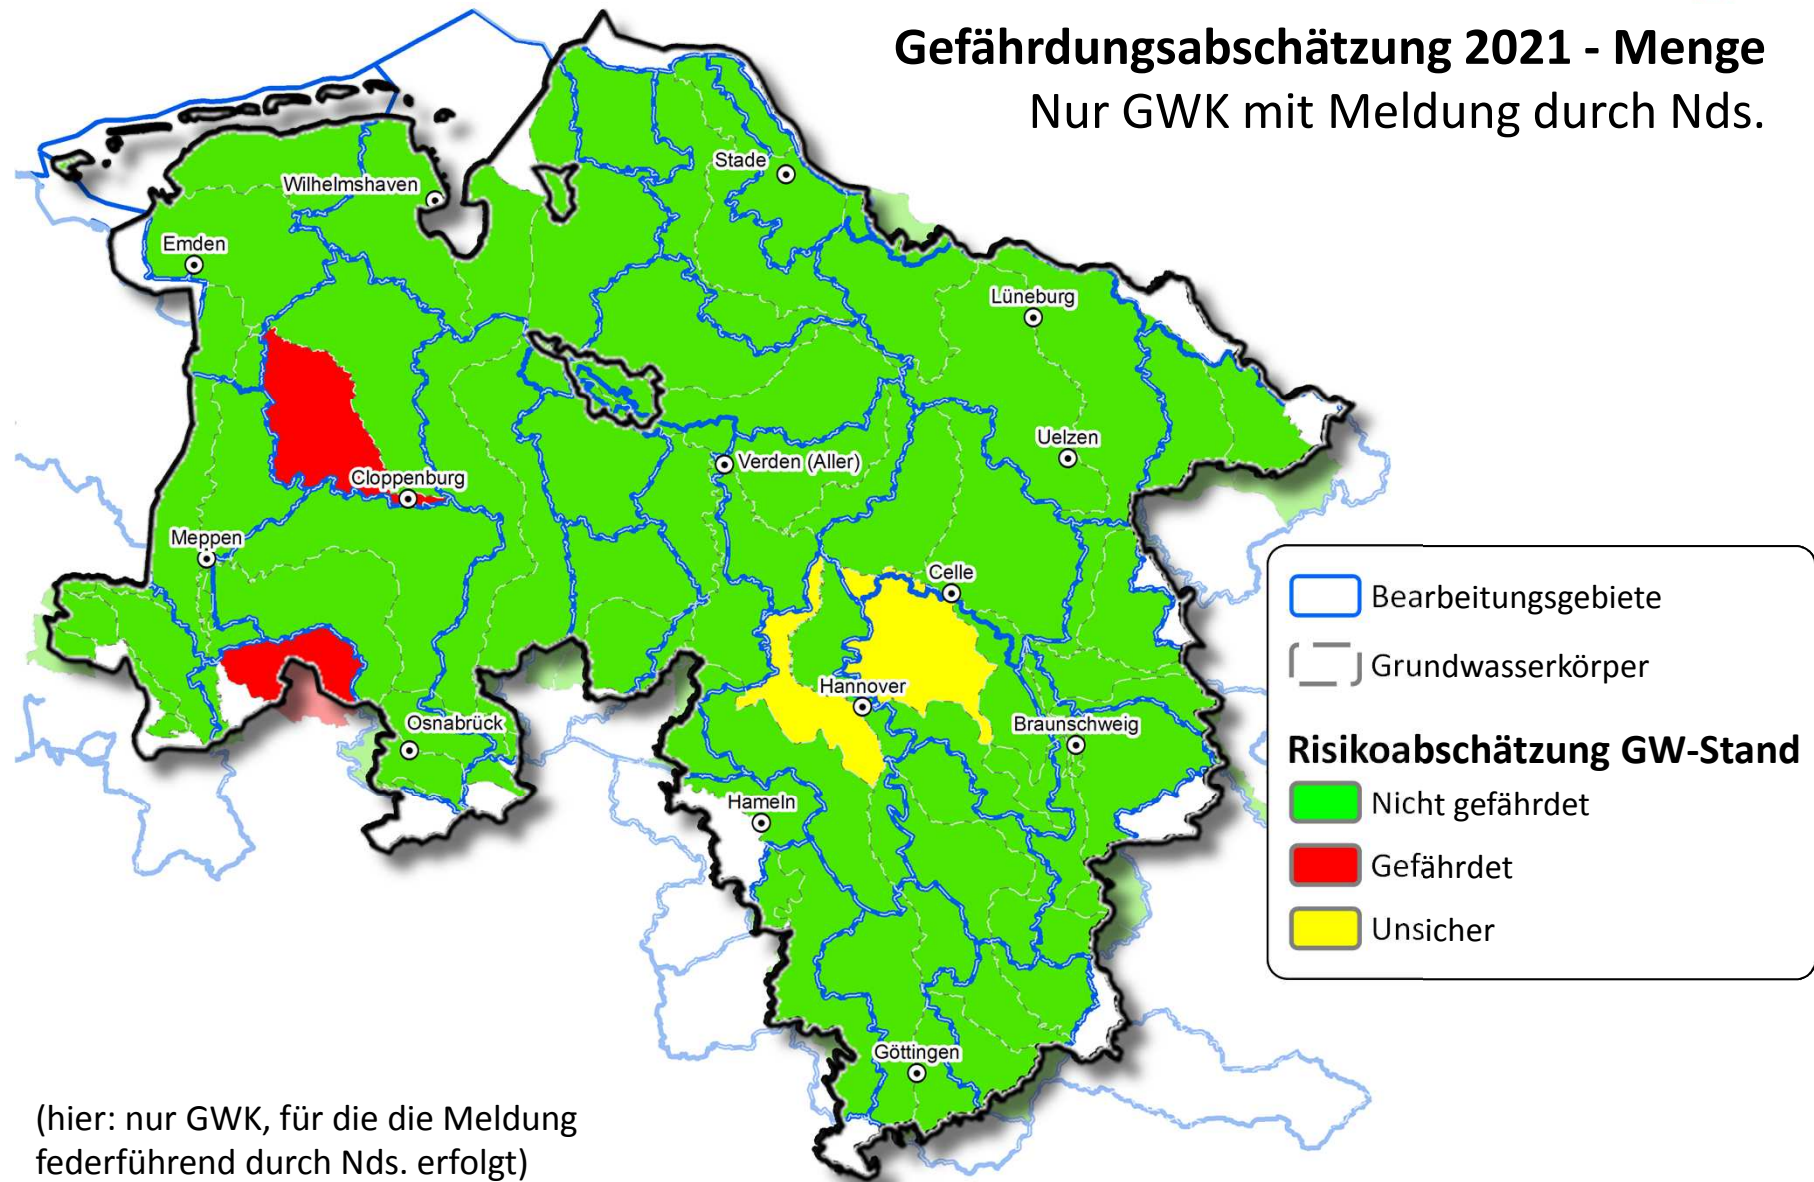 Gefährdungsabschätzung 2021 - Menge
Nur GWK mit Meldung durch Nds.
Stade
Wilhelmshaven
Emden
Lüneburg
Uelzen
Verden (Aller)
Cloppenburg
Meppen
Celle
Hannover
Osnabrück
Braunschweig
Hameln
Göttingen
Bearbeitungsgebiete
Grundwasserkörper
Risikoabschätzung GW-Stand
Nicht gefährdet
Gefährdet
Unsicher
(hier: nur GWK, für die die Meldung
federführend durch Nds. erfolgt)